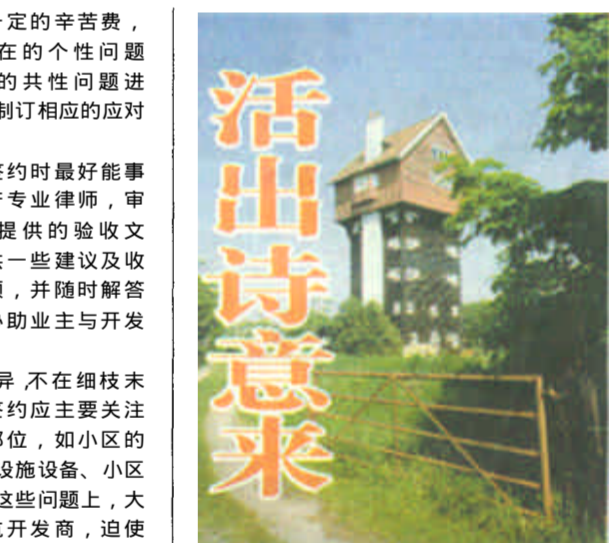 一定的辛苦费，
在的个性问题
的共性问题进
制订相应的应对
签约时最好能事
专业律师，审
提供的验收文
一些建议及收
，并随时解答
助业主与开发
异,不在细枝末
签约应主要关注
部位，如小区的
设施设备、小区
这些问题上，大
开发商，迫使
活出诗意来